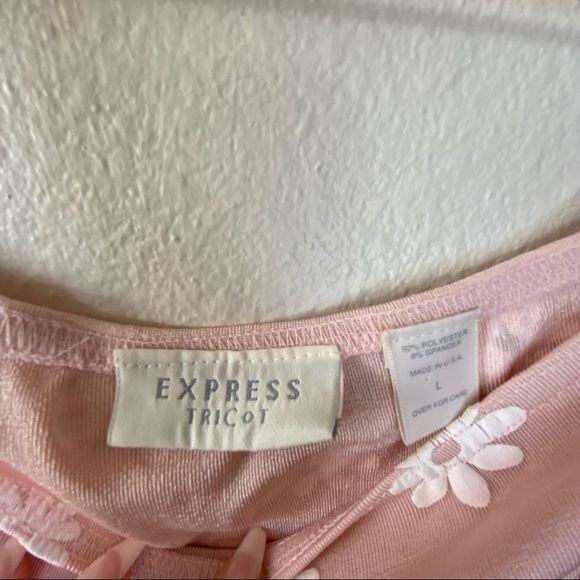 EXPRESS
TRICOT
92% POLYESTER
8% SPANDEX
MADE IN U.S.A.
L
OVER FOR CARE